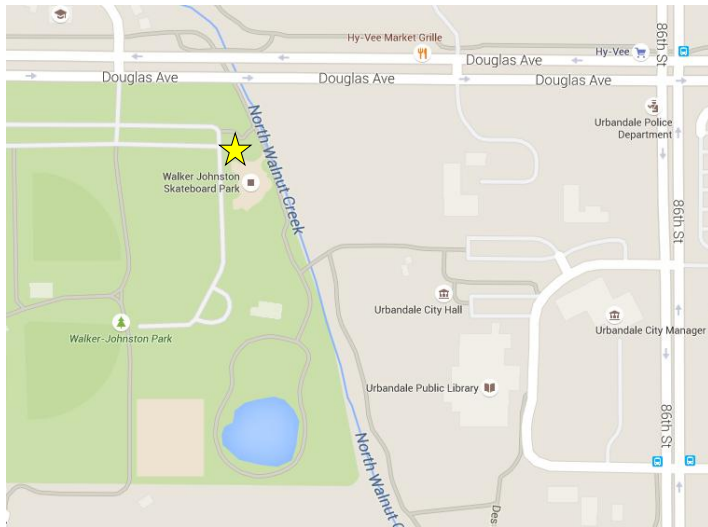 Hy-Vee Market Grille
Hy-Vee
86th St
Douglas Ave
Douglas Ave
Douglas Ave
Douglas Ave
North Walnut Creek
Urbandale Police
Department
Walker Johnston
Skateboard Park
86th St
Urbandale City Hall
Urbandale City Manager
Walker-Johnston Park
Urbandale Public Library
86th St
North Walnut C
Des